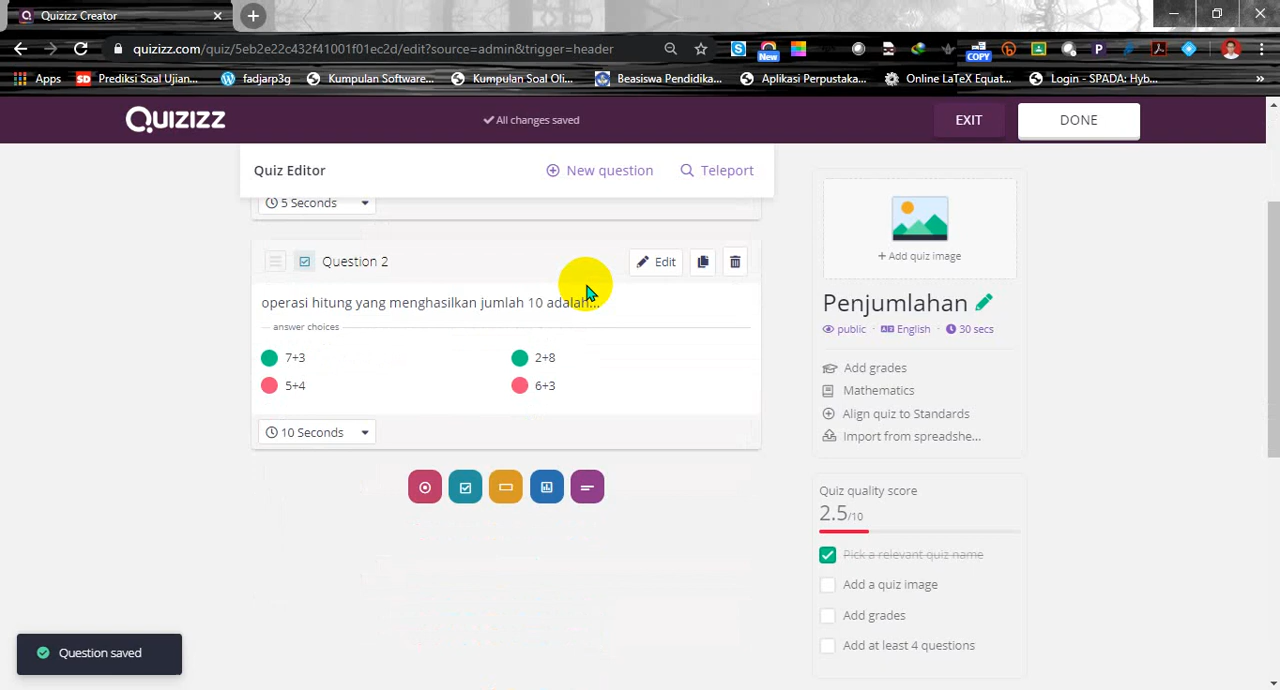 Quizizz Creator
quizizz.com/quiz/5eb2e22c432f41001f01ec2d/edit?source=admin&trigger=header
New
COPY
Apps
Prediksi Soal Ujian...
fadjarp3g
Kumpulan Software...
Kumpulan Soal Oli...
Beasiswa Pendidika...
Aplikasi Perpustaka...
Online LaTeX Equat...
Login - SPADA: Hyb...
»
Quizizz
All changes saved
EXIT
DONE
Quiz Editor
New question
Teleport
5 Seconds
Question 2
Edit
operasi hitung yang menghasilkan jumlah 10 adalah...
answer choices
7+3
2+8
5+4
6+3
10 Seconds
+ Add quiz image
Penjumlahan
public · English · 30 secs
Add grades
Mathematics
Align quiz to Standards
Import from spreadshe...
Quiz quality score
2.5/10
Pick a relevant quiz name
Add a quiz image
Add grades
Add at least 4 questions
Question saved